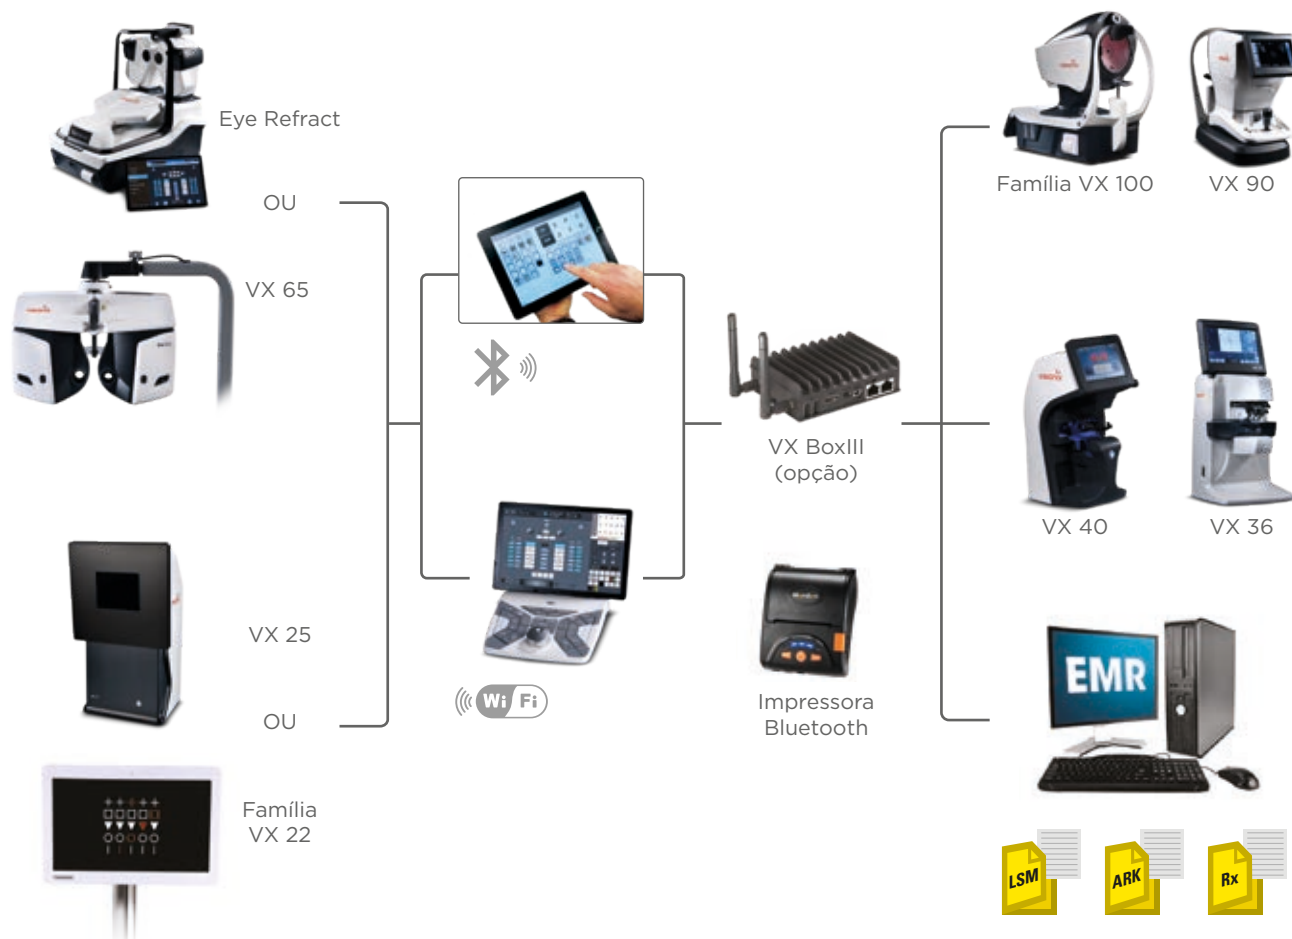 Eye Refract
OU
VX 65
VX 25
OU
Família
VX 22
Wi Fi
VX BoxIII
(opção)
Impressora
Bluetooth
Família VX 100
VX 90
VX 40
VX 36
EMR
LSM
ARK
Rx